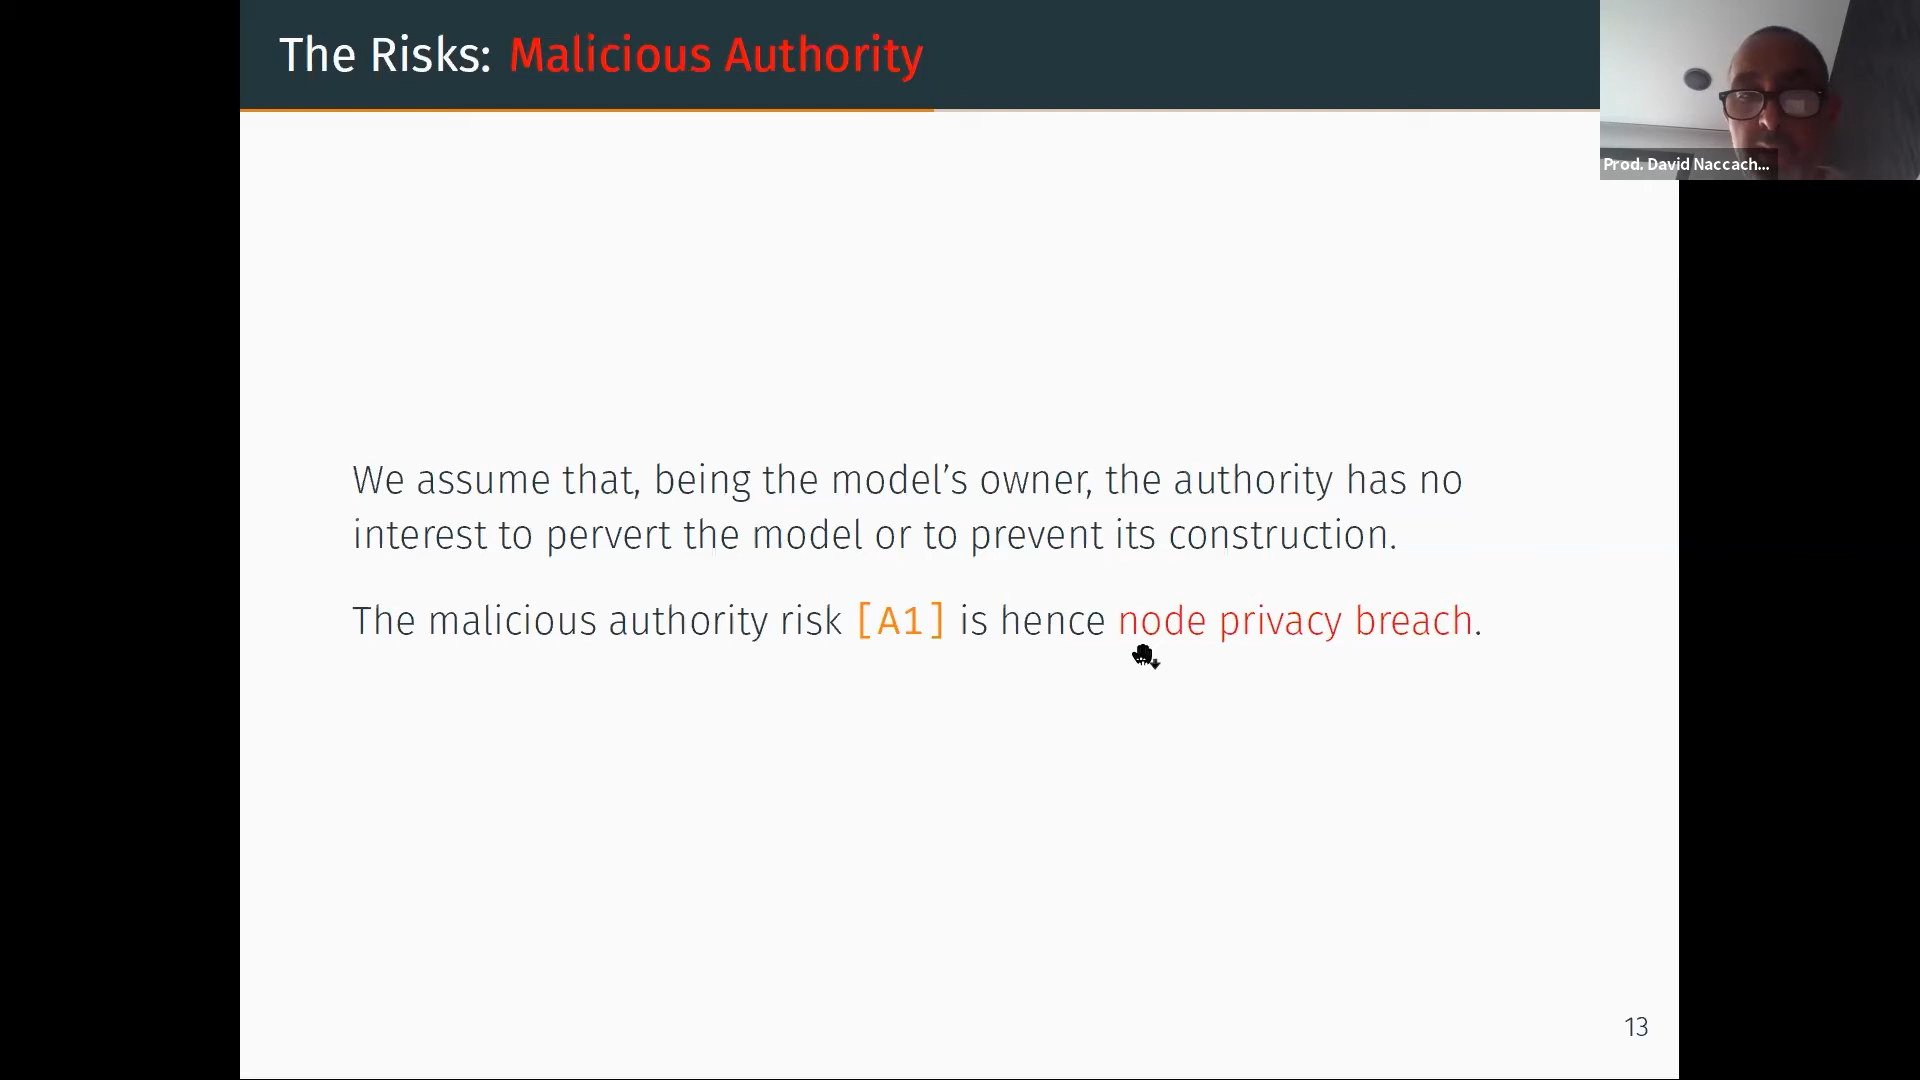 The Risks: Malicious Authority
Prod. David Naccach...
We assume that, being the model’s owner, the authority has no
interest to pervert the model or to prevent its construction.
The malicious authority risk [A1] is hence node privacy breach.
13